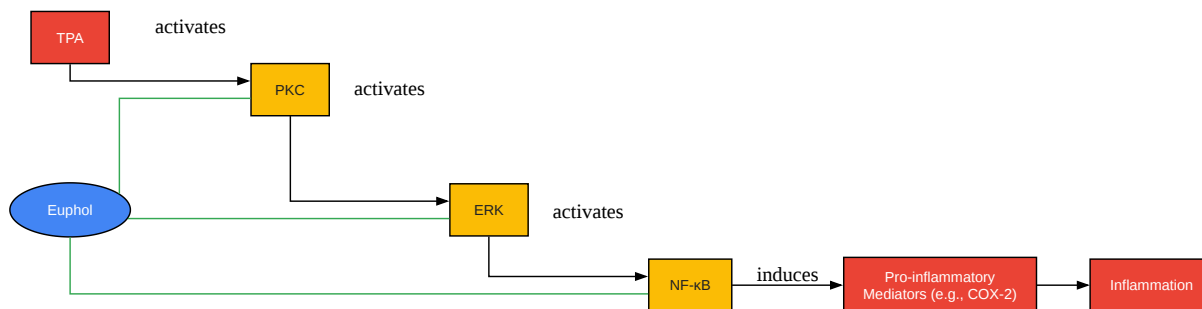 TPA
activates
PKC
activates
Euphol
ERK
activates
NF-κB
induces
Pro-inflammatory
Mediators (e.g., COX-2)
Inflammation